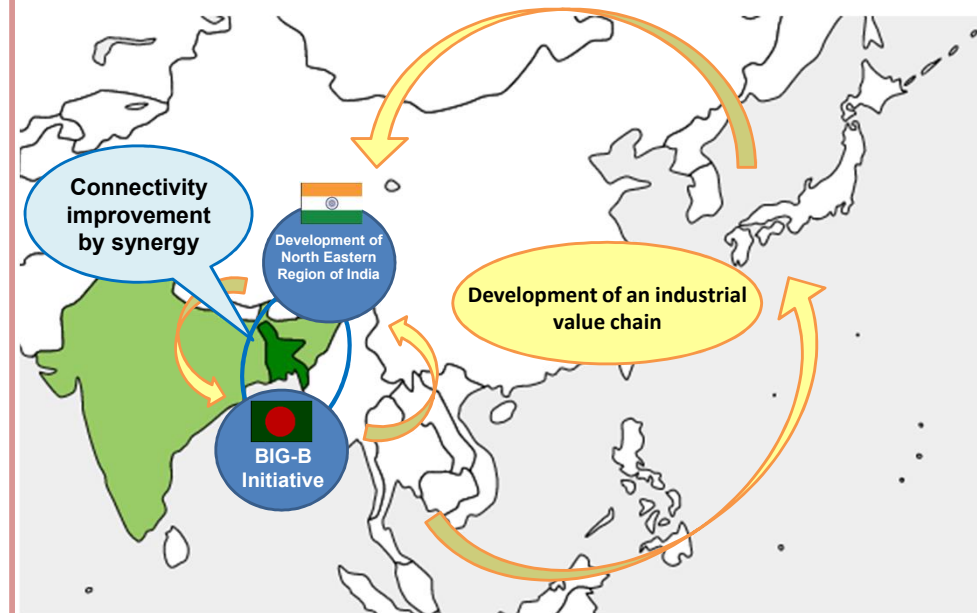 Connectivity
improvement
by synergy
Development of
North Eastern
Region of India
Development of an industrial
value chain
BIG-B
Initiative